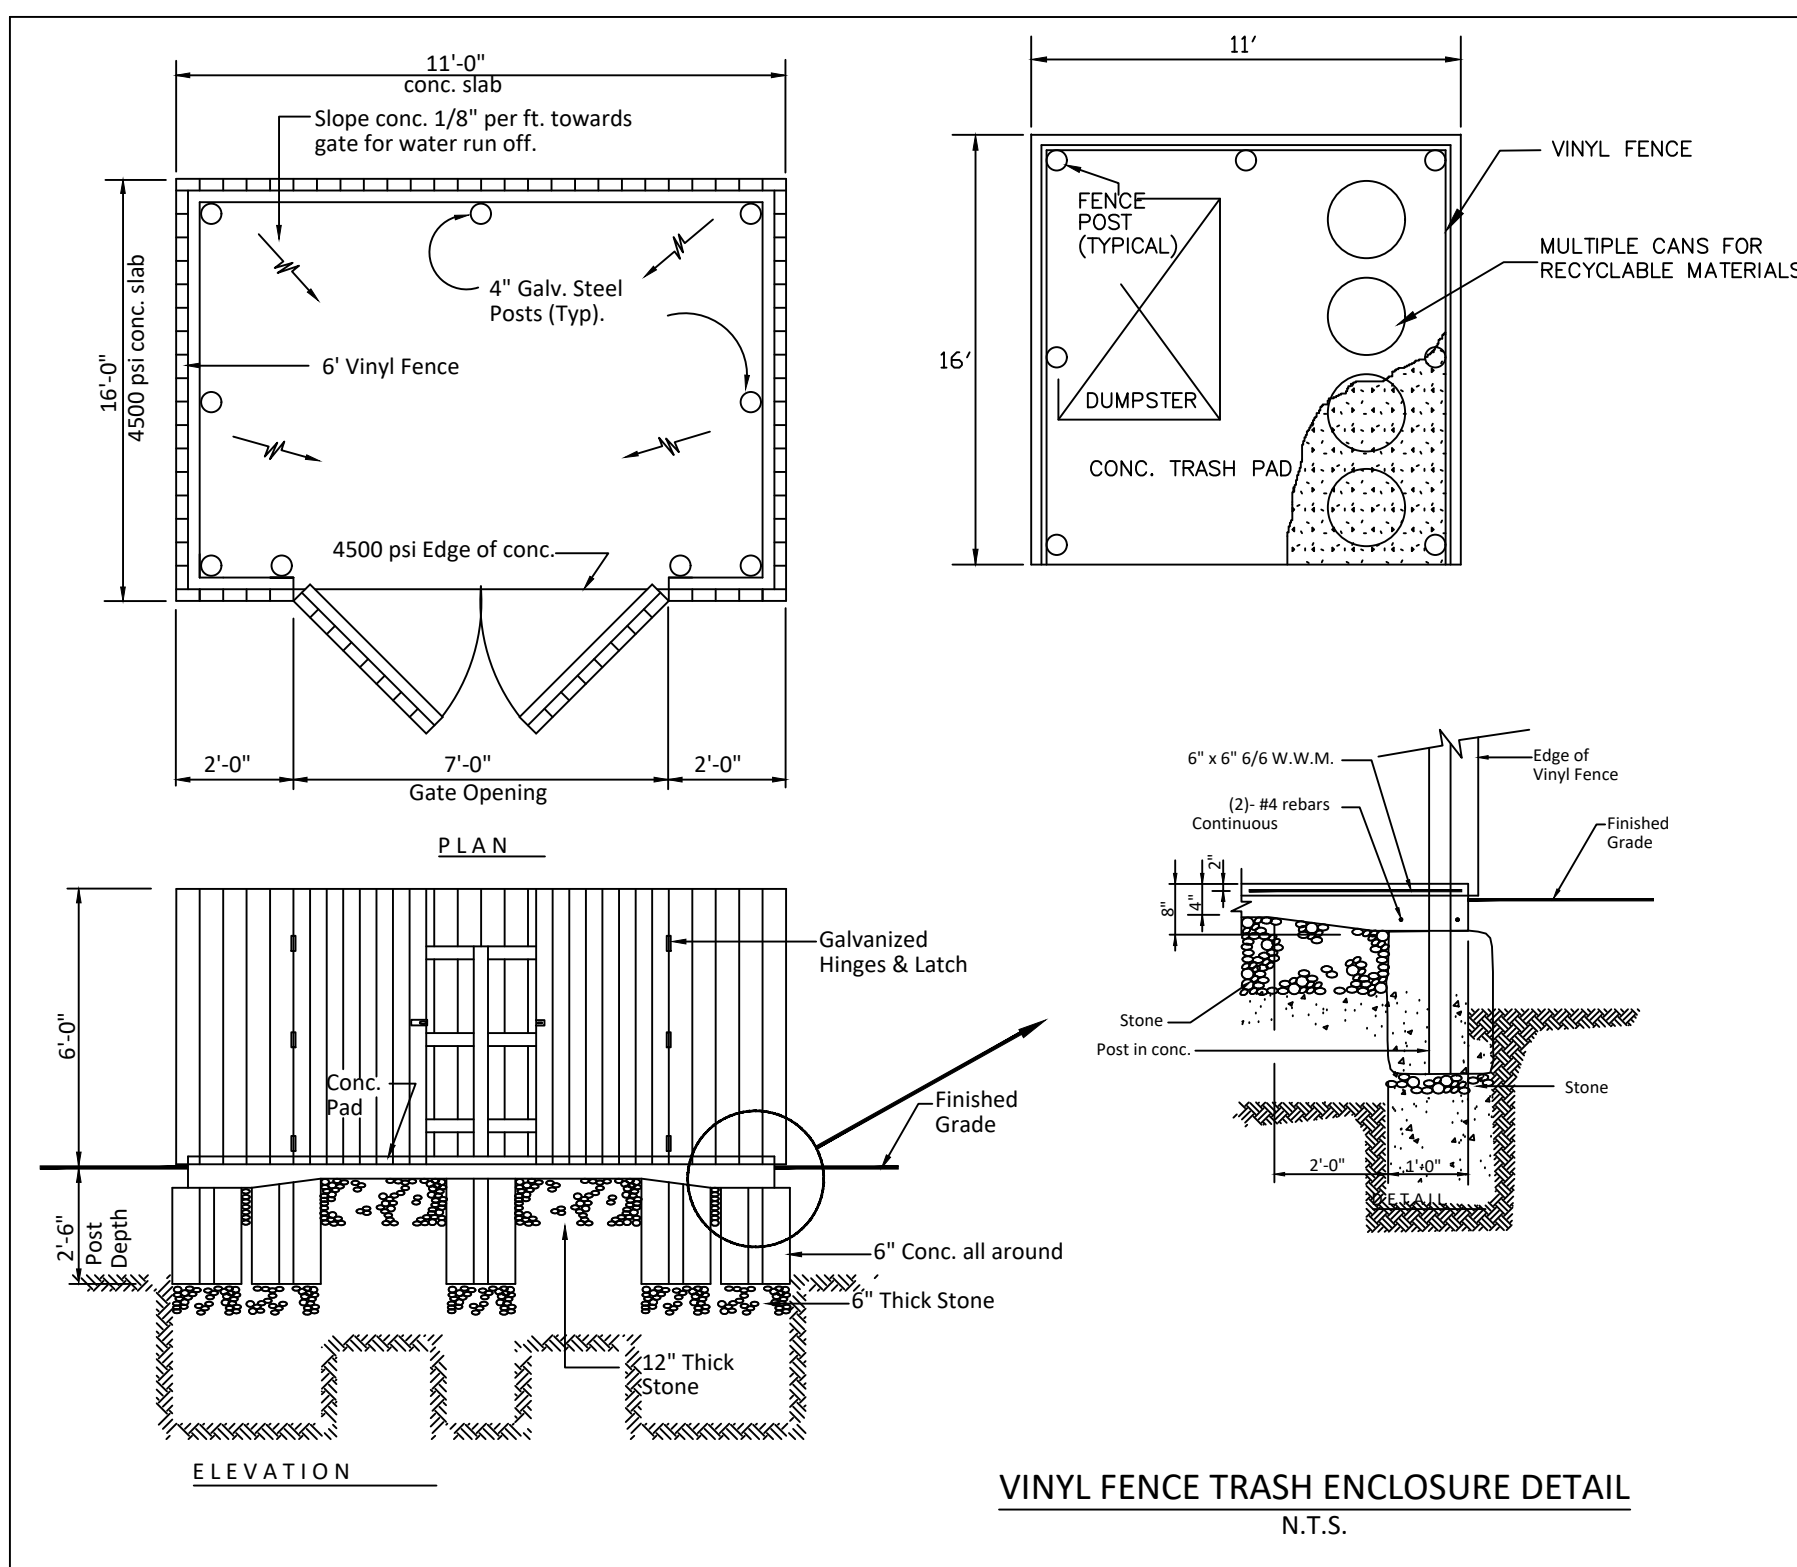 11'-0"
conc. slab
Slope conc. 1/8" per ft. towards
gate for water run off.
16'-0"
4500 psi conc. slab
4" Galv. Steel
Posts (Typ).
6' Vinyl Fence
4500 psi Edge of conc.
2'-0"
7'-0"
2'-0"
Gate Opening
PLAN
11'
16'
VINYL FENCE
FENCE
POST
(TYPICAL)
MULTIPLE CANS FOR
RECYCLABLE MATERIALS
DUMPSTER
CONC. TRASH PAD
6'-0"
2'-6"
Post
Depth
Galvanized
Hinges & Latch
Conc.
Pad
Finished
Grade
6" Conc. all around
6" Thick Stone
12" Thick
Stone
ELEVATION
6" x 6" 6/6 W.W.M.
(2)- #4 rebars
Continuous
Edge of
Vinyl Fence
Finished
Grade
8"
4"
2"
Stone
Post in conc.
Stone
2'-0"
1'-0"
DETAIL
VINYL FENCE TRASH ENCLOSURE DETAIL
N.T.S.